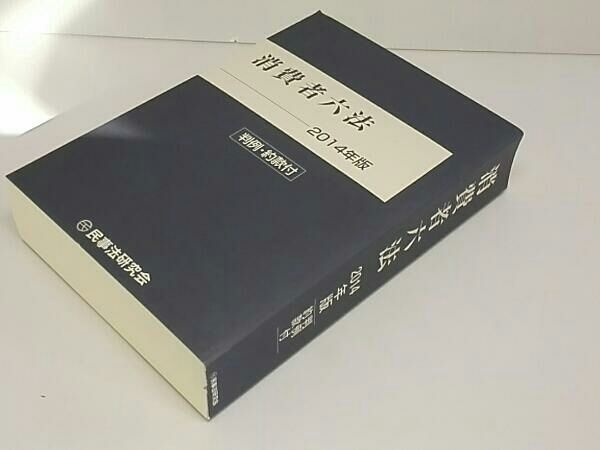 消費者六法
2014年版
判例・約款付
民事法研究会
消費者六法
2014年版
判例・約款付